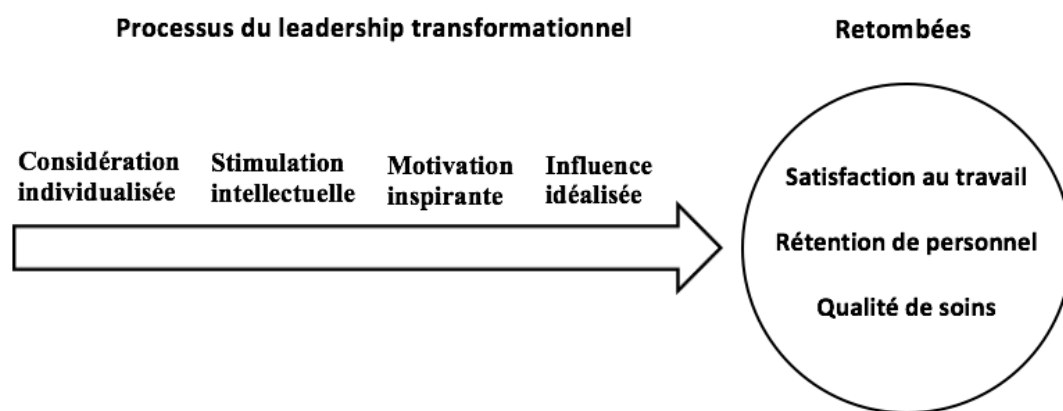 Processus du leadership transformationnel
Retombées
Considération
individualisée
Stimulation
intellectuelle
Motivation
inspirante
Influence
idéalisée
Satisfaction au travail
Rétention de personnel
Qualité de soins